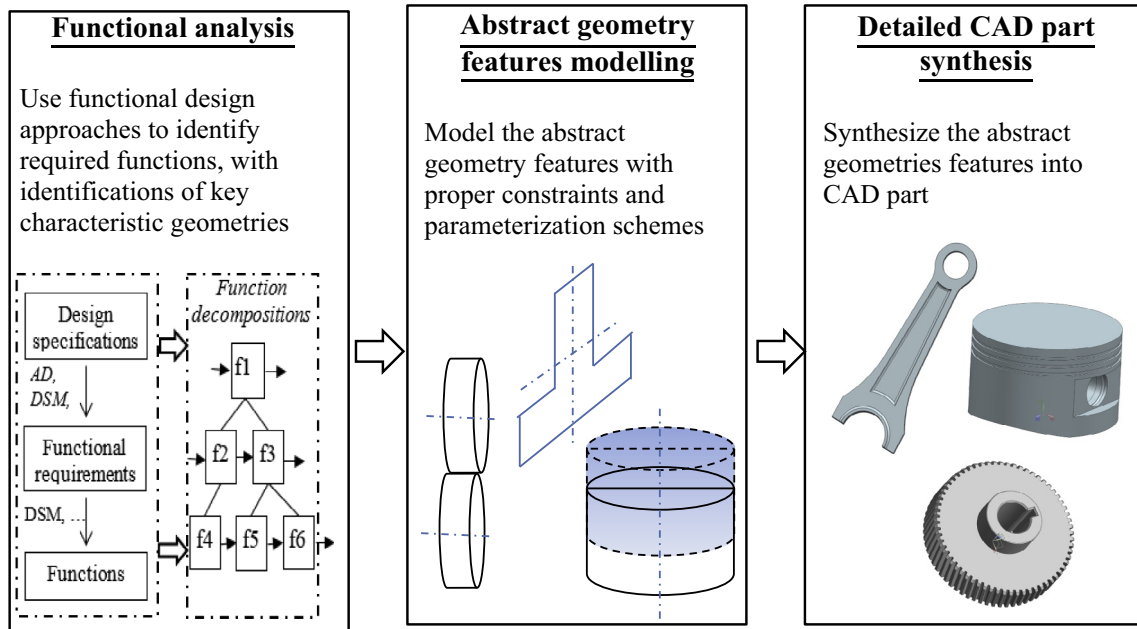 Functional analysis
Use functional design
approaches to identify
required functions, with
identifications of key
characteristic geometries
Design
specifications
AD,
DSM,
Functional
requirements
DSM, ...
Functions
Function
decompositions
f1
f2
f3
f4
f5
f6
Abstract geometry
features modelling
Model the abstract
geometry features with
proper constraints and
parameterization schemes
Detailed CAD part
synthesis
Synthesize the abstract
geometries features into
CAD part